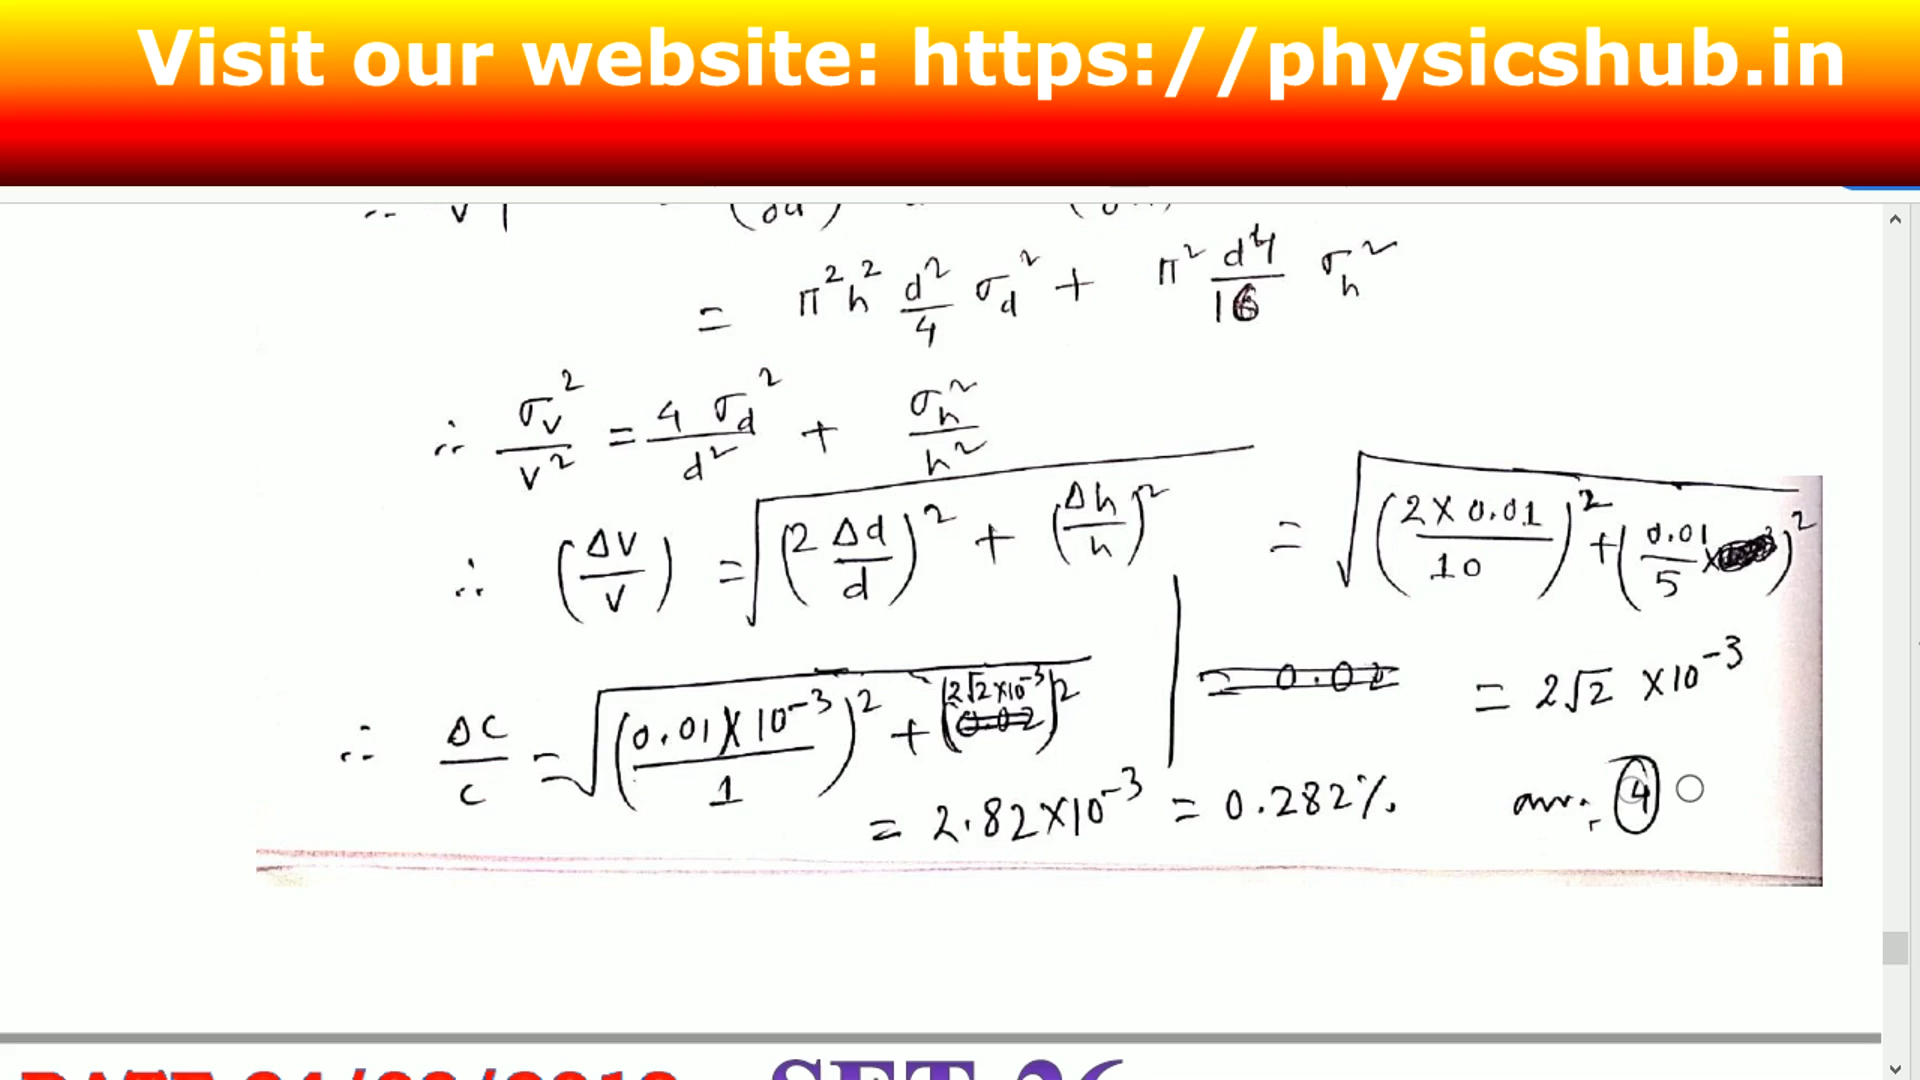 Visit our website: https://physicshub.in
= π²h² d²/4 σ_d² + π² d⁴/16 σ_h²
∴ σ_v²/v² = 4 σ_d²/d² + σ_h²/h²
∴ (Δv/v) = √((2 Δd/d)² + (Δh/h)²) = √((2 × 0.01/10)² + (0.01/5 ×)²)
= 0.02 = 2√2 × 10⁻³
∴ Δc/c = √((0.01 × 10⁻³/1)² + (2√2 × 10⁻³)²)
= 2.82 × 10⁻³ = 0.282 % ans: ④